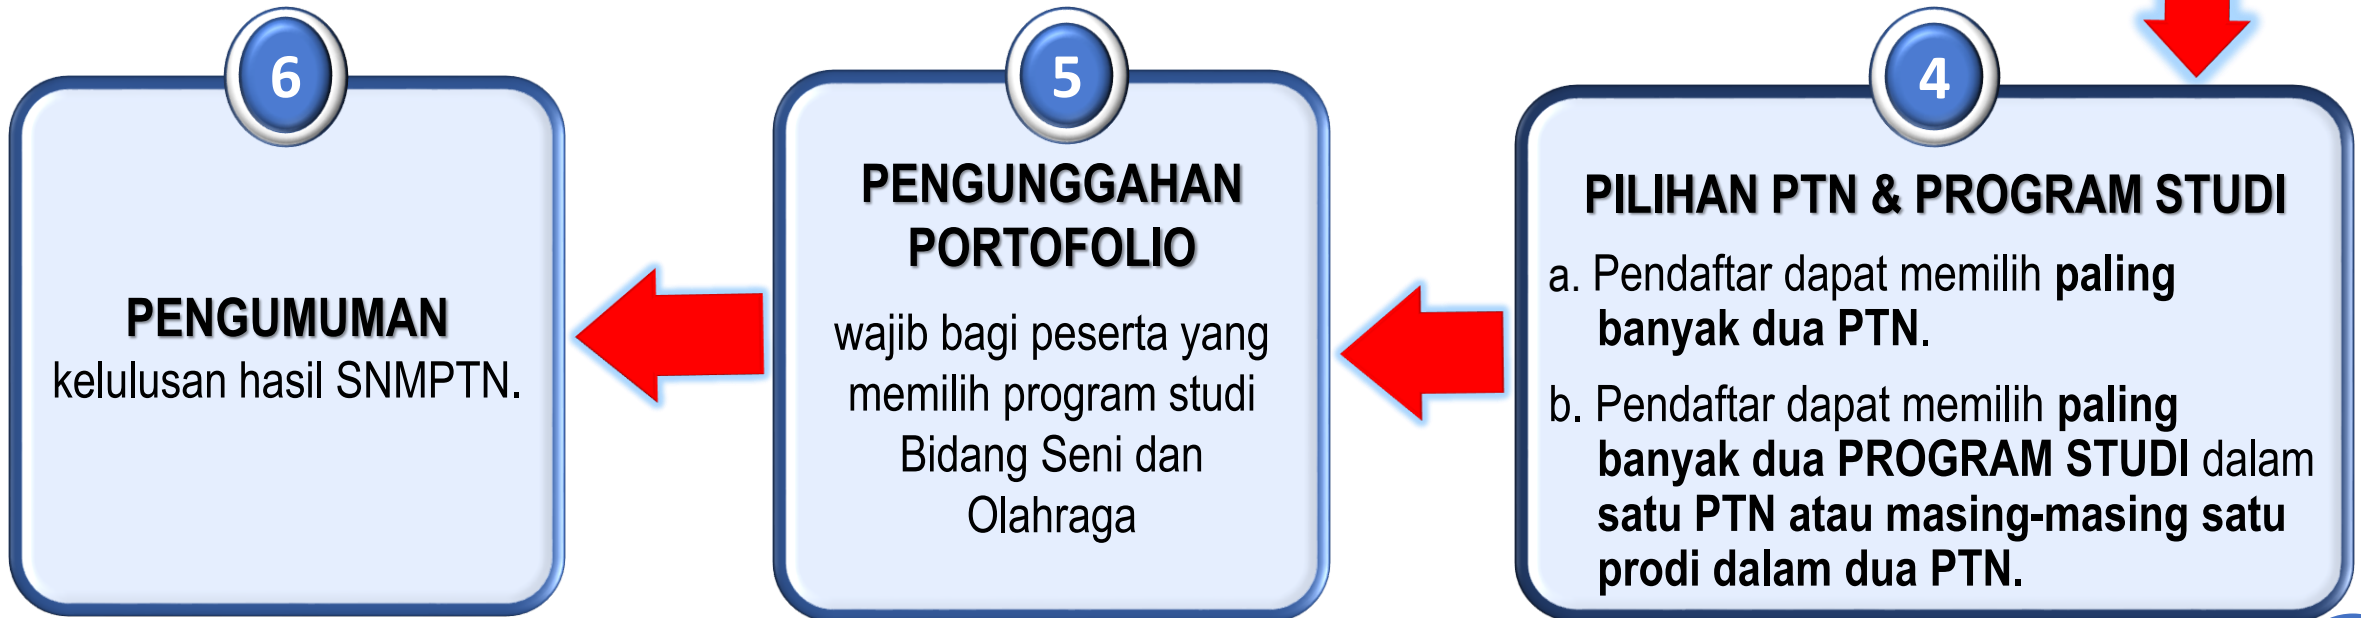 6
PENGUMUMAN
kelulusan hasil SNMPTN.
5
PENGUNGGAHAN
PORTOFOLIO
wajib bagi peserta yang
memilih program studi
Bidang Seni dan
Olahraga
4
PILIHAN PTN & PROGRAM STUDI
a. Pendaftar dapat memilih paling
banyak dua PTN.
b. Pendaftar dapat memilih paling
banyak dua PROGRAM STUDI dalam
satu PTN atau masing-masing satu
prodi dalam dua PTN.